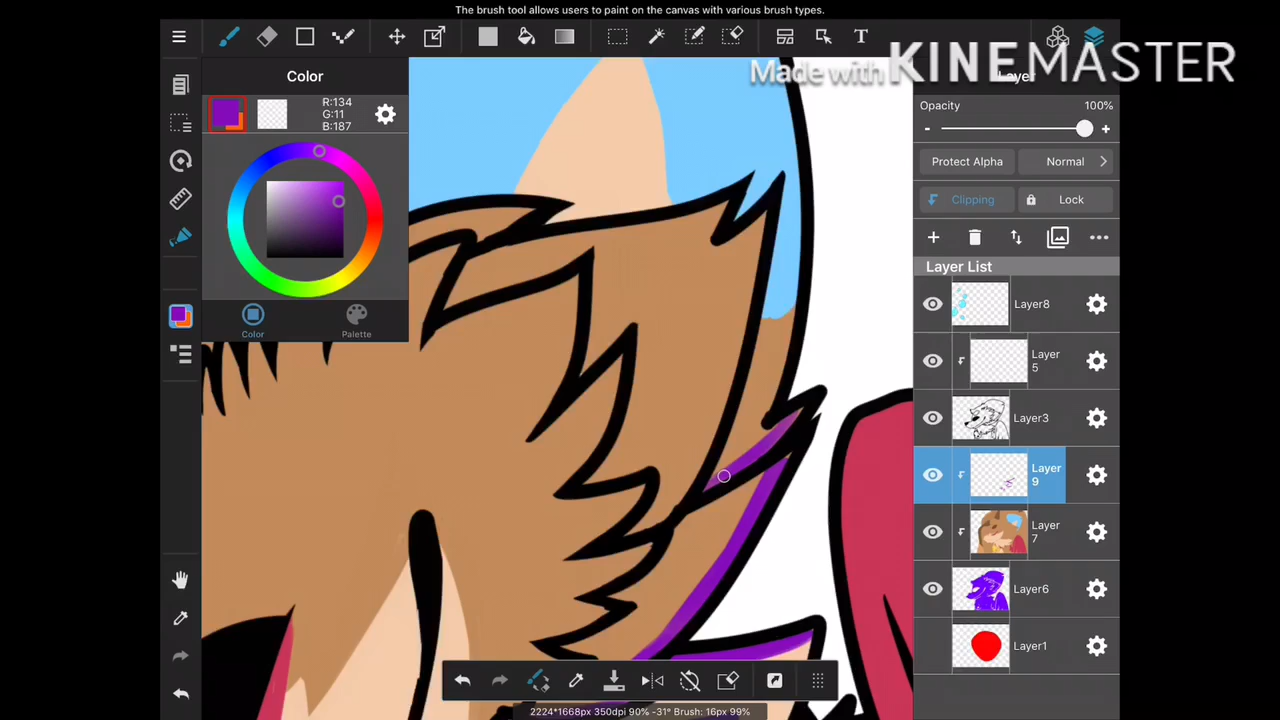 The brush tool allows users to paint on the canvas with various brush types.
T
Made with KINEMASTER
Color
Layer
R:134
G:11
B:187
Opacity
100%
-
+
Protect Alpha
Normal
Clipping
Lock
Layer List
Layer8
Layer
5
Layer3
Layer
9
Layer
7
Layer6
Layer1
Color
Palette
2224*1668px 350dpi 90% -31° Brush: 16px 99%